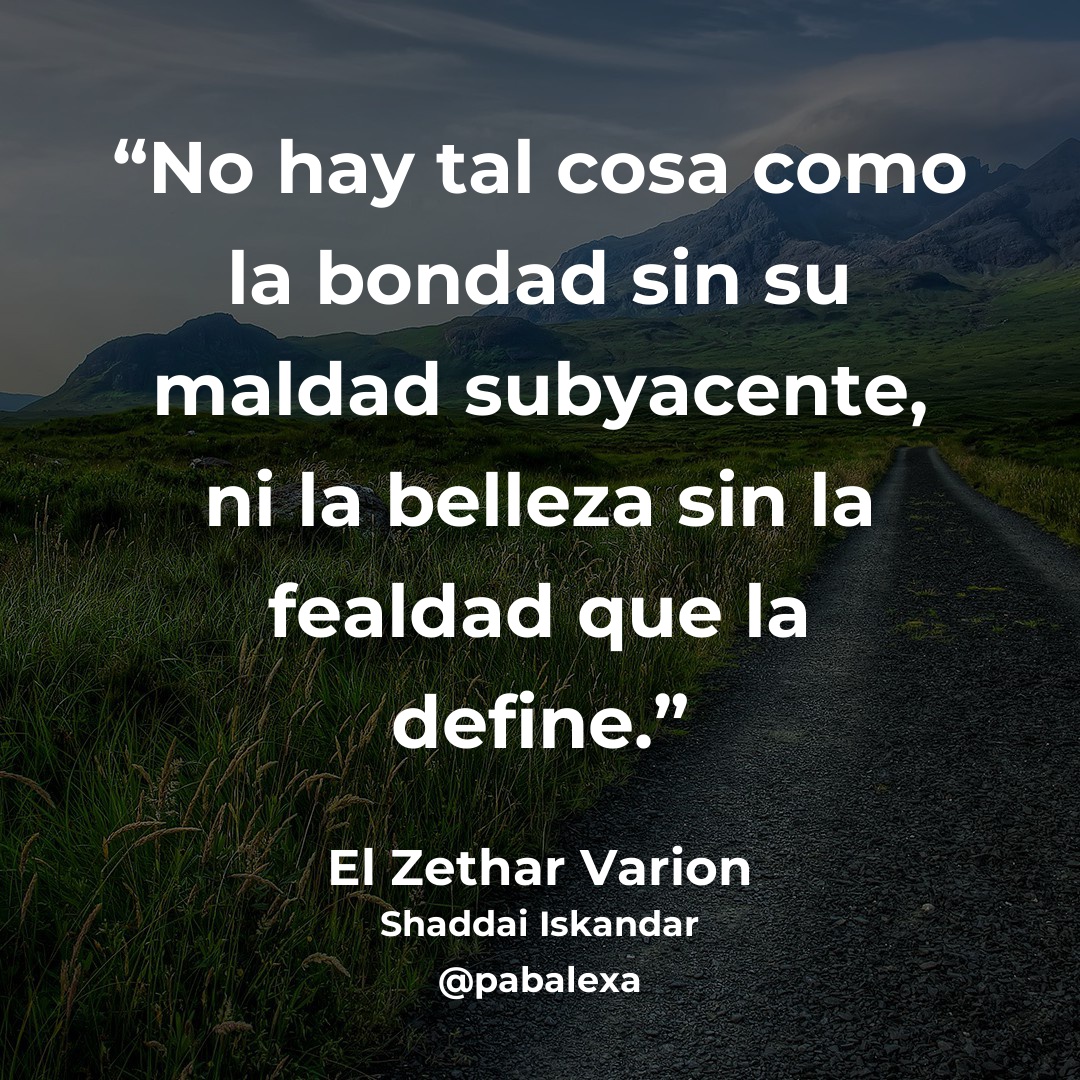 “No hay tal cosa como
la bondad sin su
maldad subyacente,
ni la belleza sin la
fealdad que la
define.”
El Zethar Varion
Shaddai Iskandar
@pabalexa